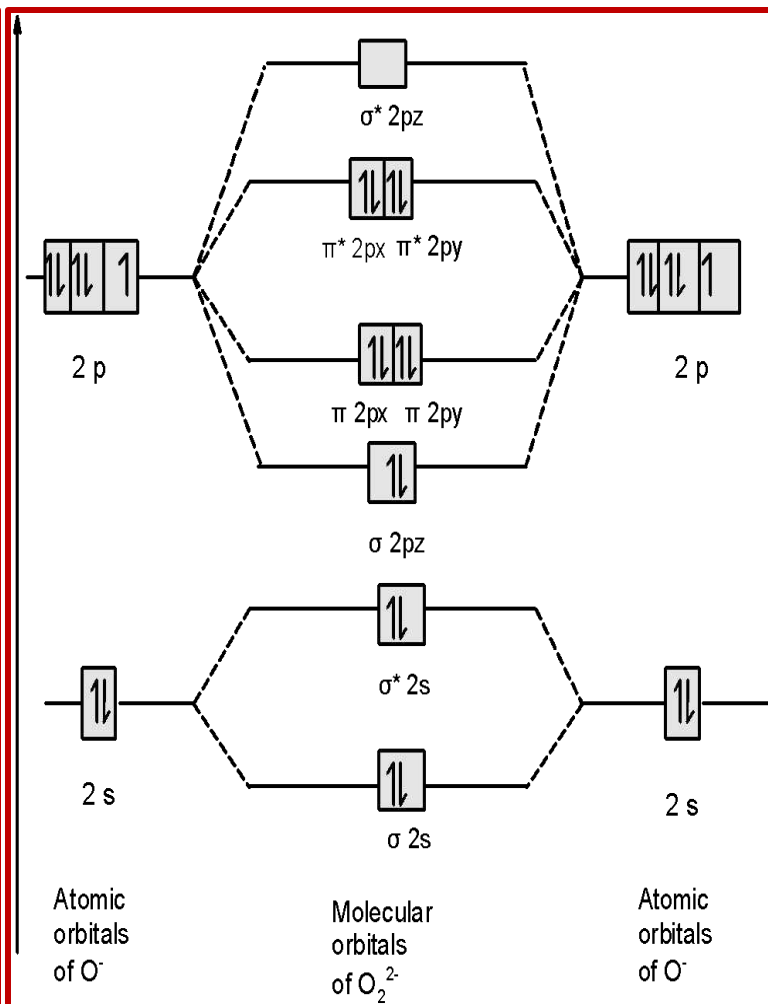 σ* 2pz
π* 2px π* 2py
2 p
2 p
π 2px π 2py
σ 2pz
σ* 2s
2 s
2 s
σ 2s
Atomic
orbitals
of O⁻
Molecular
orbitals
of O₂²⁻
Atomic
orbitals
of O⁻